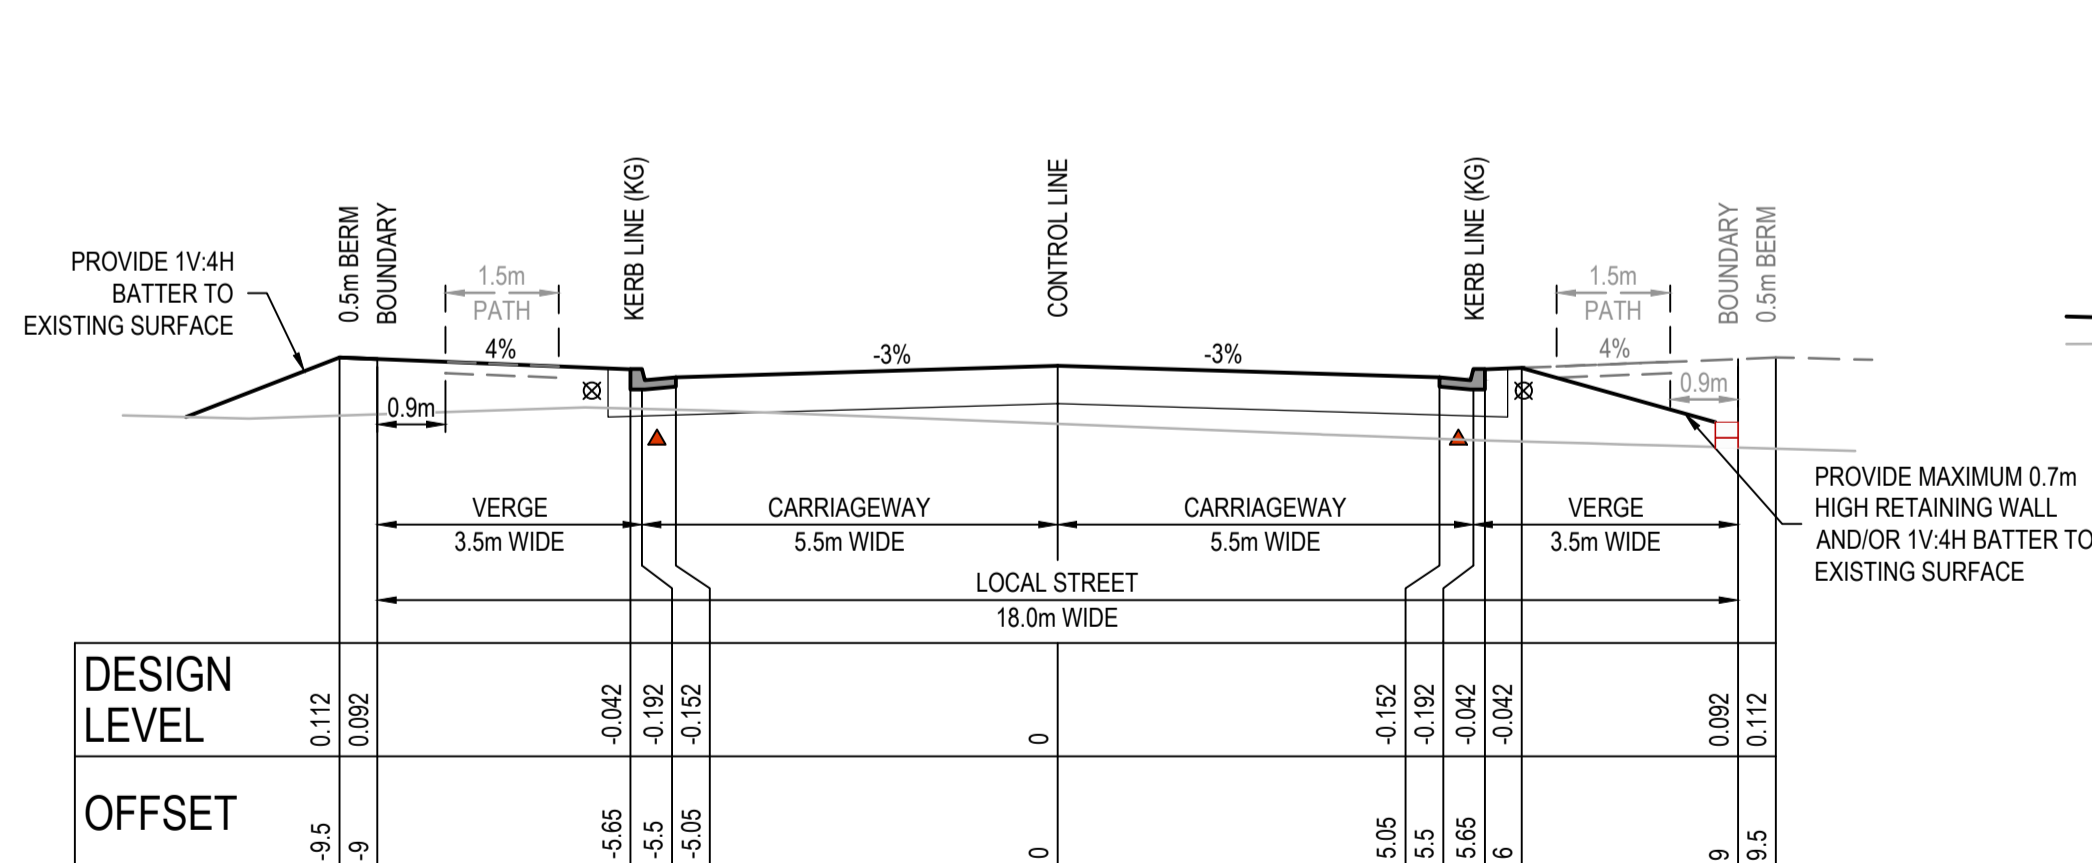 PROVIDE 1V:4H
BATTER TO
EXISTING SURFACE
0.5m BERM
BOUNDARY
1.5m
PATH
4%
0.9m
KERB LINE (KG)
-3%
CONTROL LINE
-3%
KERB LINE (KG)
1.5m
PATH
4%
0.9m
BOUNDARY
0.5m BERM
PROVIDE MAXIMUM 0.7m
HIGH RETAINING WALL
AND/OR 1V:4H BATTER TO
EXISTING SURFACE
VERGE
3.5m WIDE
CARRIAGEWAY
5.5m WIDE
CARRIAGEWAY
5.5m WIDE
VERGE
3.5m WIDE
LOCAL STREET
18.0m WIDE
DESIGN
LEVEL
0.112
0.092
-0.042
-0.192
-0.152
0
-0.152
-0.192
-0.042
-0.042
0.092
0.112
OFFSET
-9.5
-9
-5.65
-5.5
-5.05
0
5.05
5.5
5.65
6
9
9.5